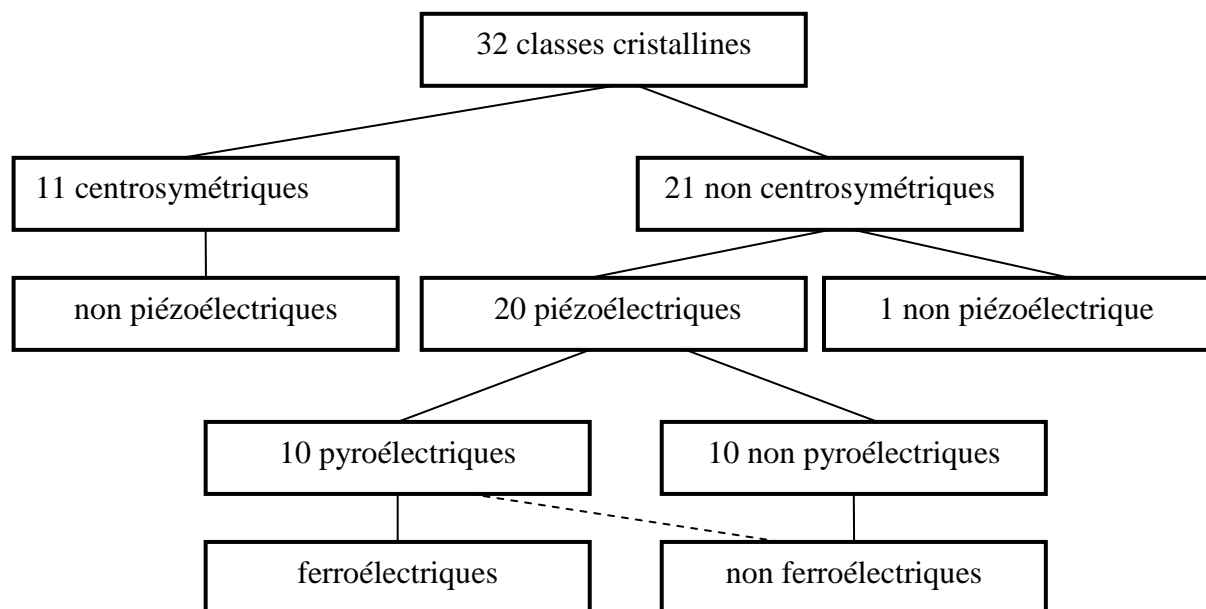 32 classes cristallines
11 centrosymétriques
21 non centrosymétriques
non piézoélectriques
20 piézoélectriques
1 non piézoélectrique
10 pyroélectriques
10 non pyroélectriques
ferroélectriques
non ferroélectriques